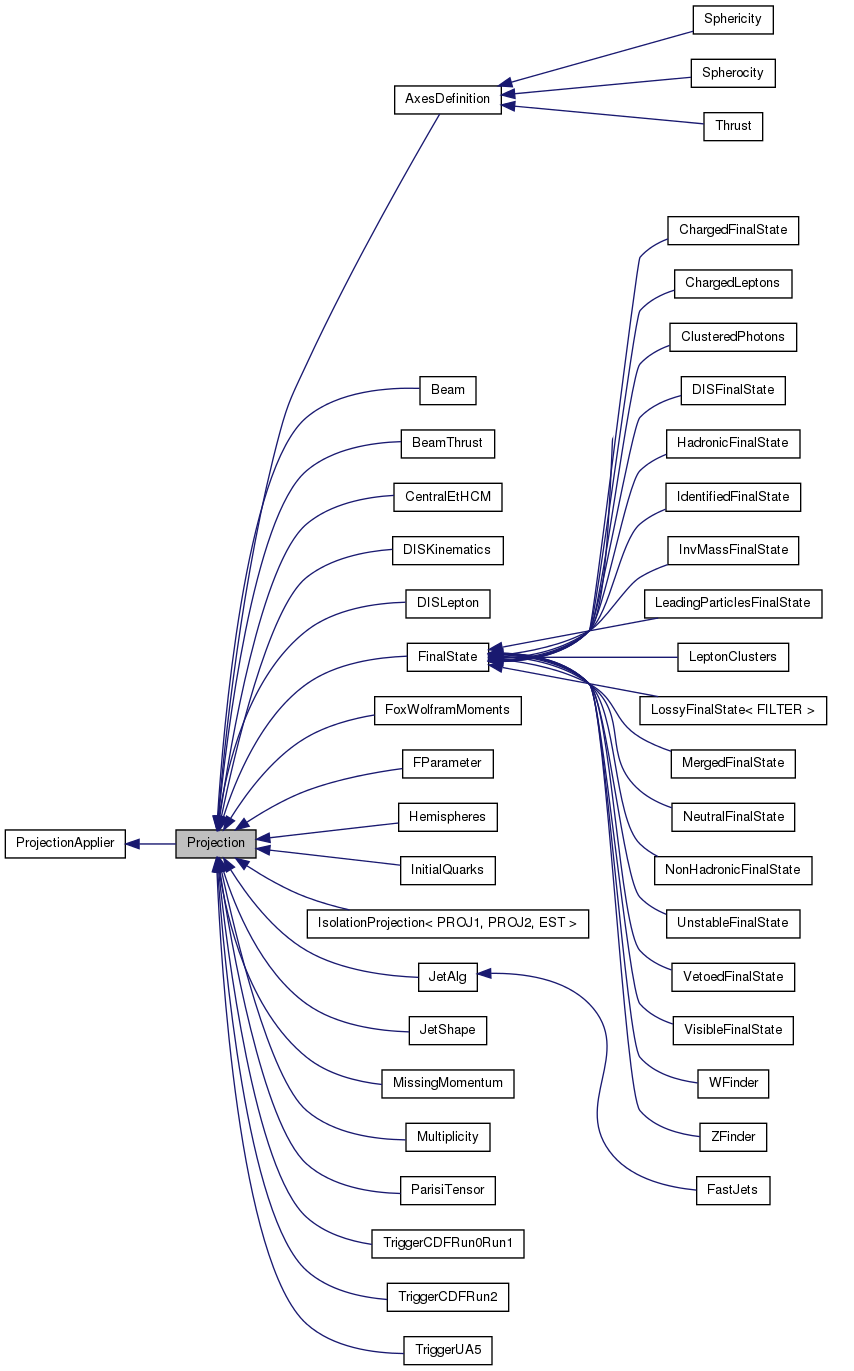 Sphericity
Spherocity
AxesDefinition
Thrust
ChargedFinalState
ChargedLeptons
ClusteredPhotons
Beam
DISFinalState
BeamThrust
HadronicFinalState
CentralEtHCM
IdentifiedFinalState
DISKinematics
InvMassFinalState
DISLepton
LeadingParticlesFinalState
FinalState
LeptonClusters
FoxWolframMoments
LossyFinalState< FILTER >
FParameter
MergedFinalState
Hemispheres
NeutralFinalState
ProjectionApplier
Projection
InitialQuarks
NonHadronicFinalState
IsolationProjection< PROJ1, PROJ2, EST >
UnstableFinalState
JetAlg
VetoedFinalState
JetShape
VisibleFinalState
MissingMomentum
WFinder
Multiplicity
ZFinder
ParisiTensor
FastJets
TriggerCDFRun0Run1
TriggerCDFRun2
TriggerUA5